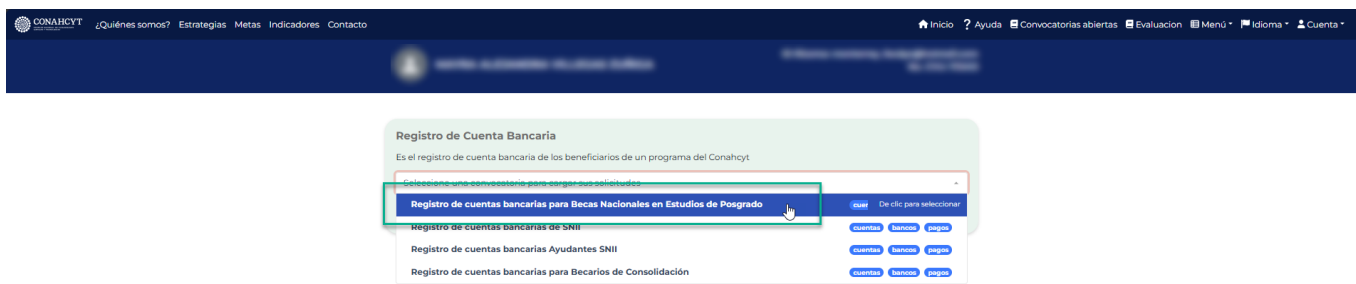 CONAHCYT ¿Quiénes somos? Estrategias Metas Indicadores Contacto Inicio ? Ayuda Convocatorias abiertas Evaluacion Menú Idioma Cuenta
Registro de Cuenta Bancaria
Es el registro de cuenta bancaria de los beneficiarios de un programa del Conahcyt
Seleccione una convocatoria para cargar sus solicitudes
Registro de cuentas bancarias para Becas Nacionales en Estudios de Posgrado cuer De clic para seleccionar
Registro de cuentas bancarias de SNII cuentas bancos pagos
Registro de cuentas bancarias Ayudantes SNII cuentas bancos pagos
Registro de cuentas bancarias para Becarios de Consolidación cuentas bancos pagos